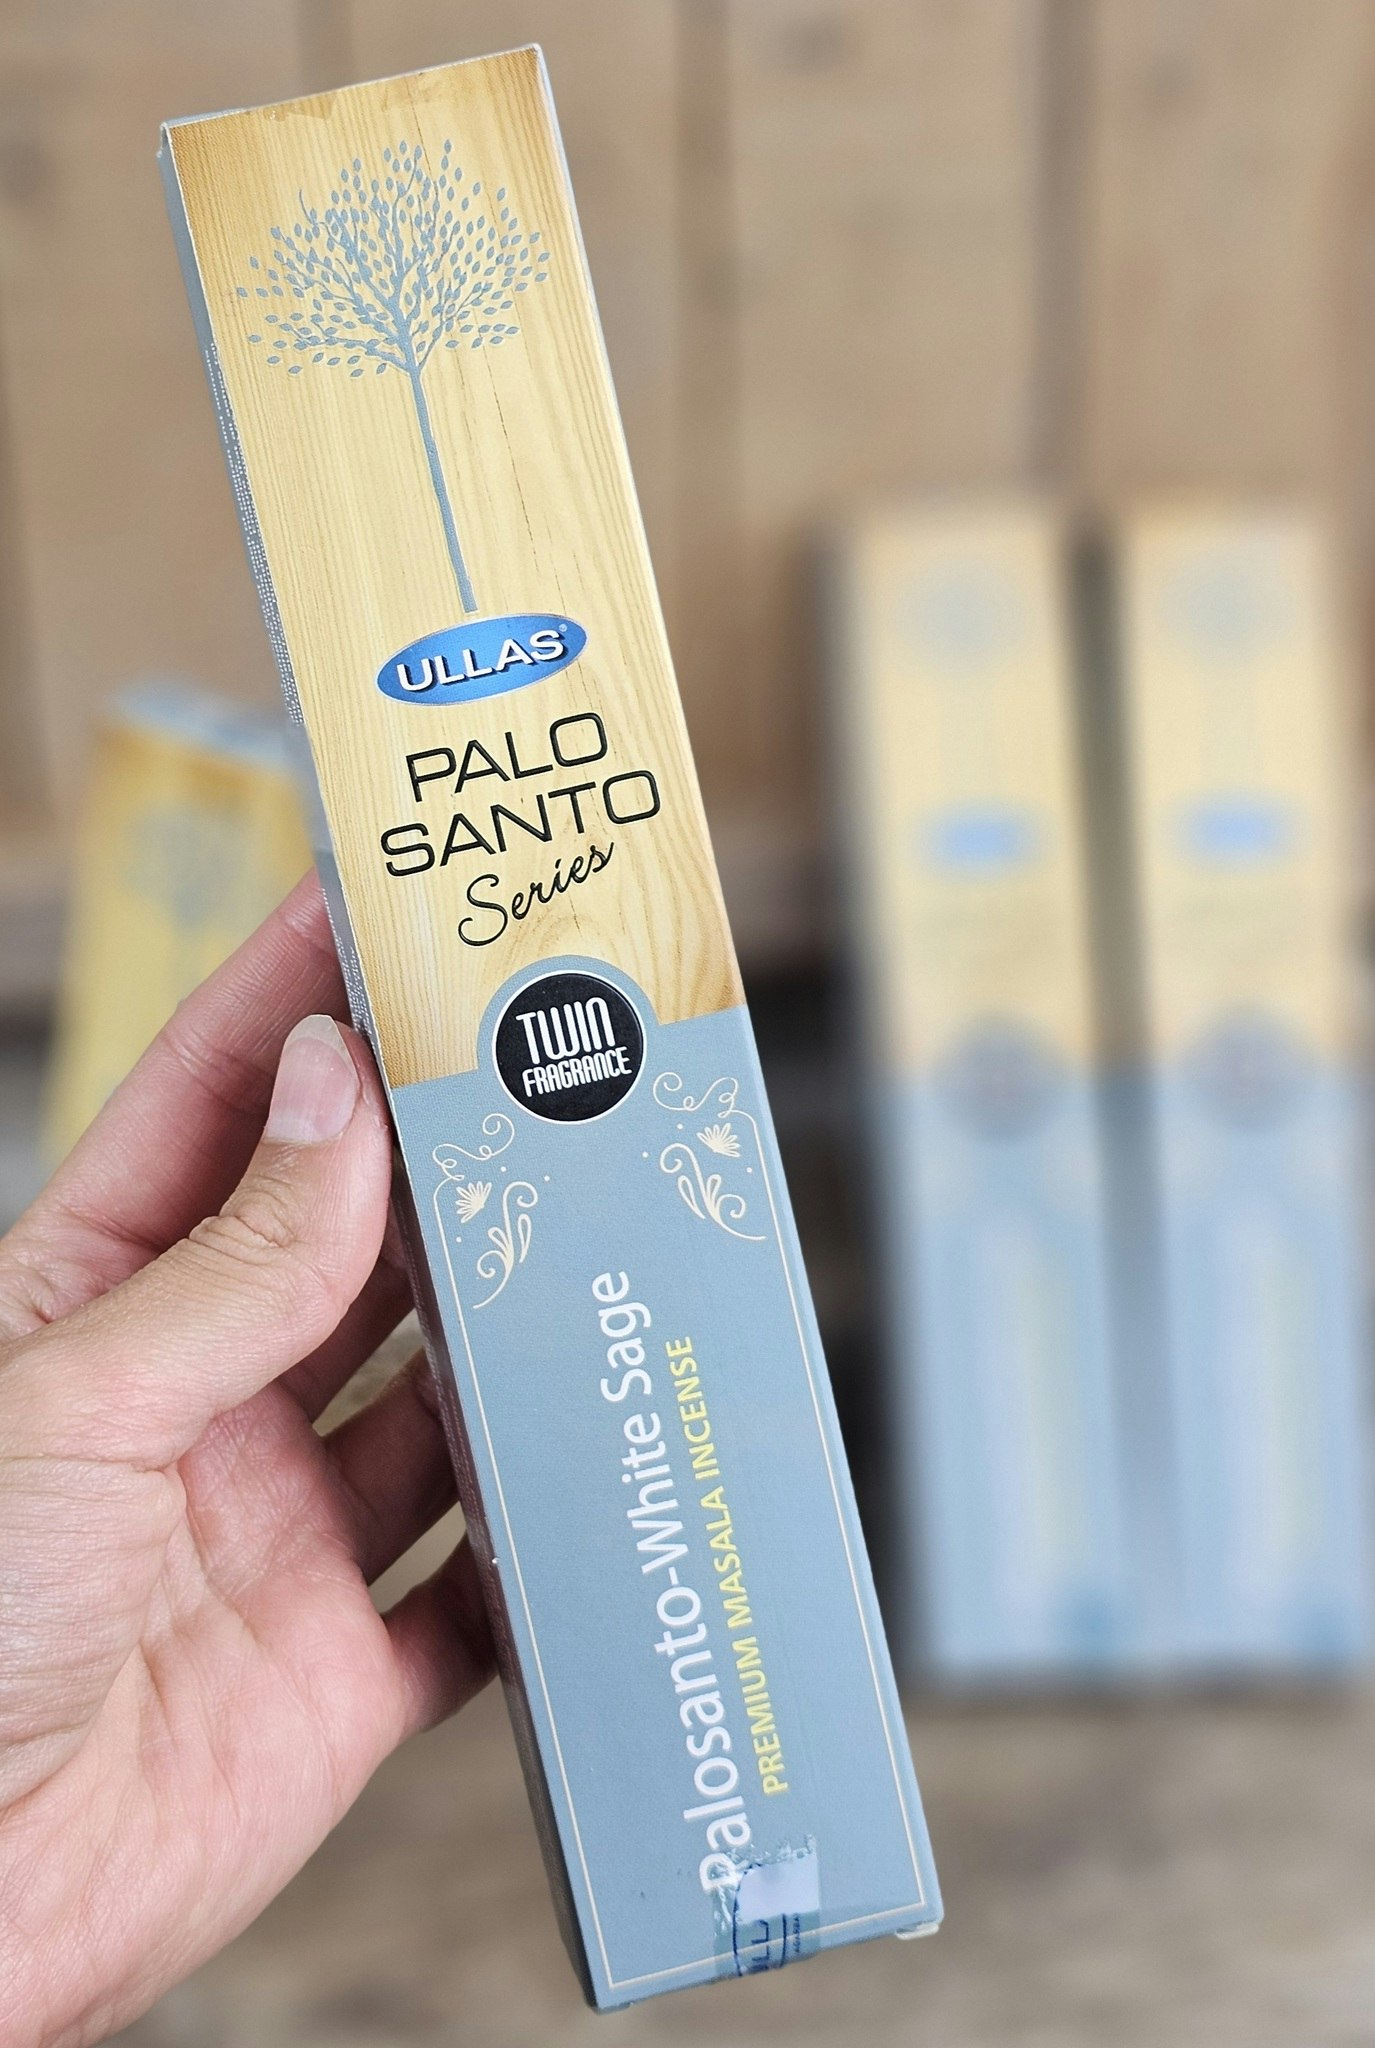 ULLAS®
PALO
SANTO
Series
TWIN
FRAGRANCE
Palosanto-White Sage
PREMIUM MASALA INCENSE